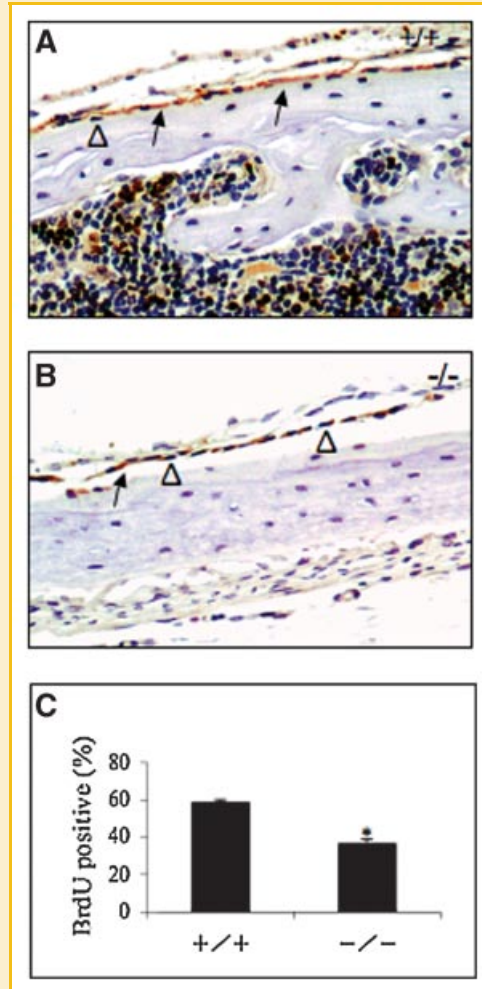 A
+/+
Δ
B
-/-
Δ
Δ
C
BrdU positive (%)
80
60
40
20
0
*
+/+
-/-